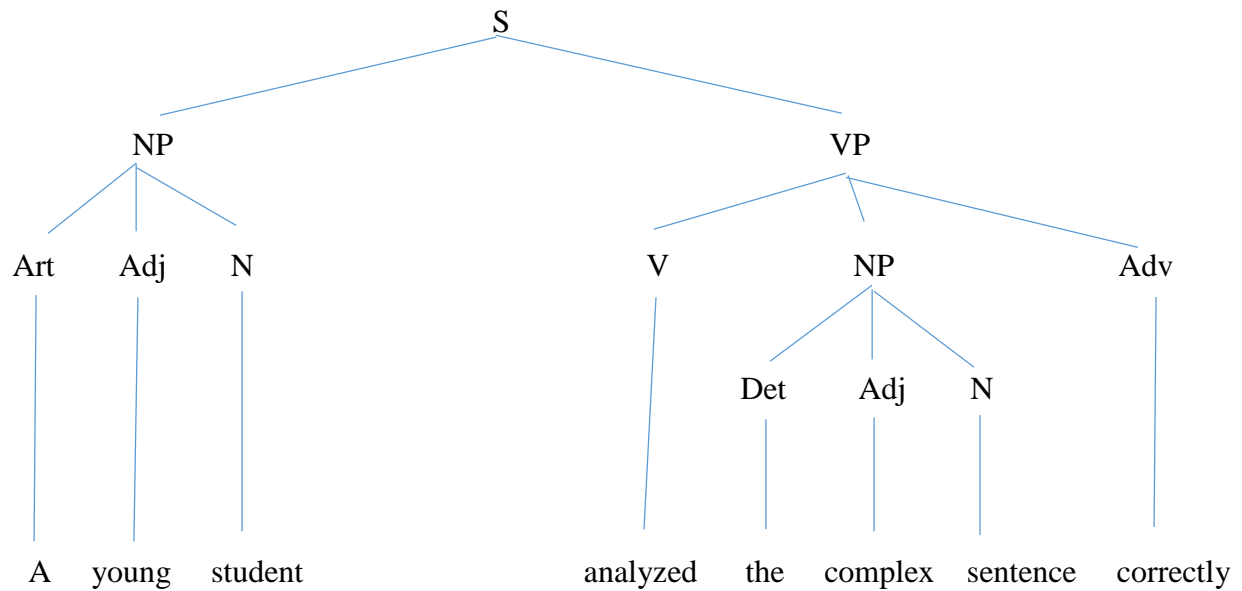 S
NP VP
Art Adj N V NP Adv
Det Adj N
A young student analyzed the complex sentence correctly